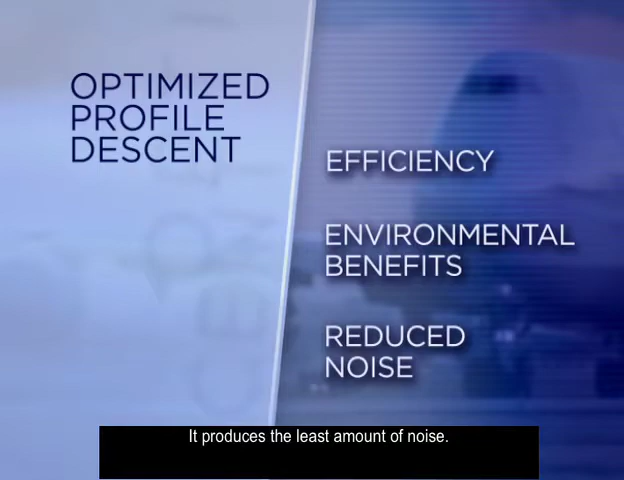 OPTIMIZED
PROFILE
DESCENT
EFFICIENCY
ENVIRONMENTAL
BENEFITS
REDUCED
NOISE
It produces the least amount of noise.